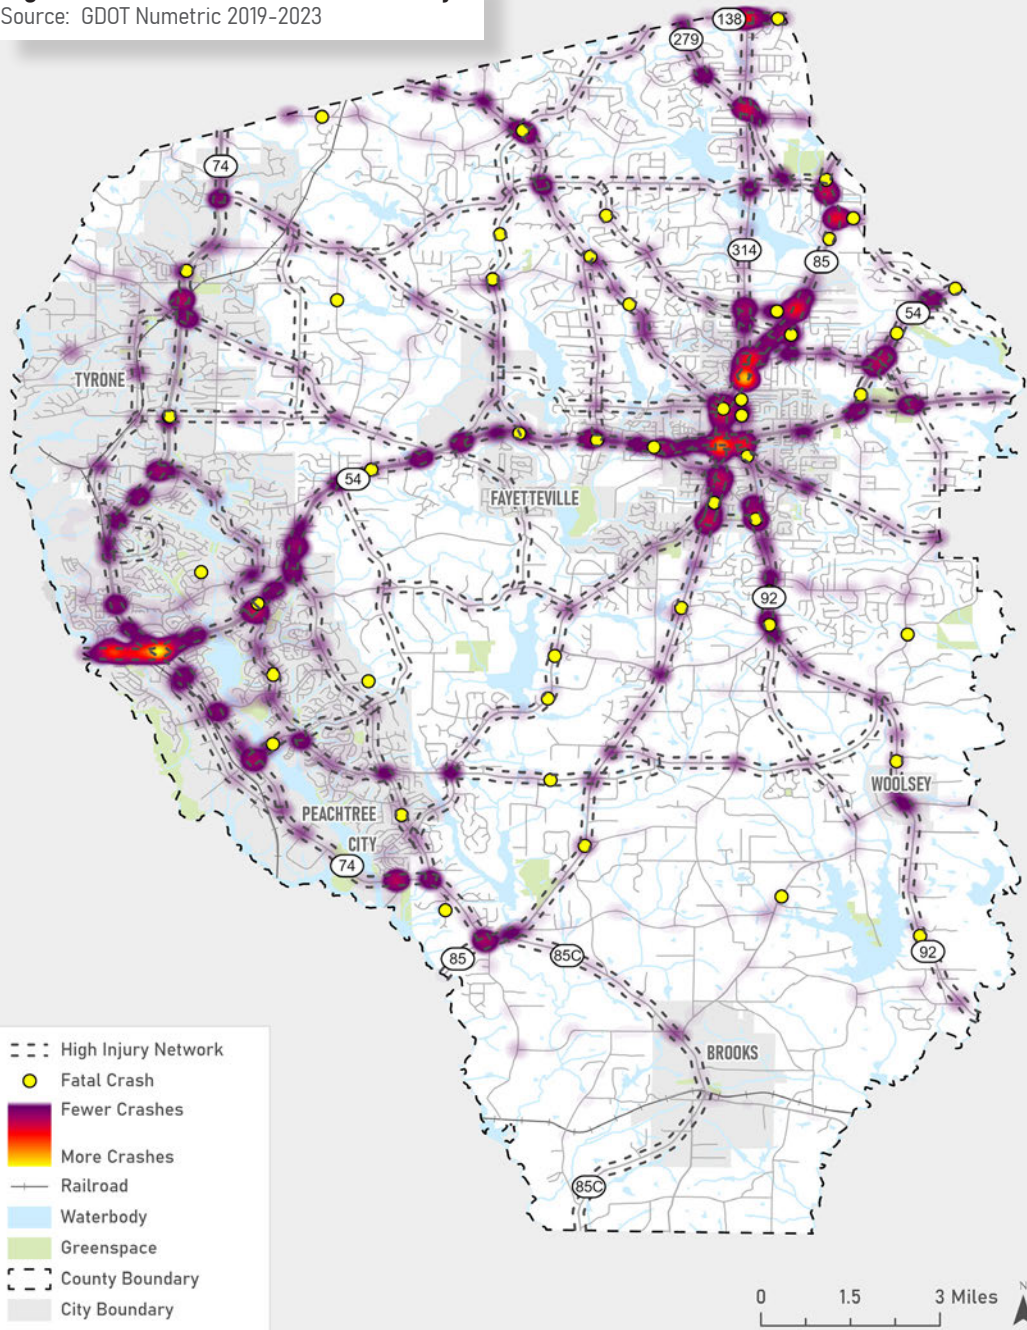 Source: GDOT Numetric 2019-2023
138
279
74
314
85
54
TYRONE
54
FAYETTEVILLE
92
WOOLSEY
PEACHTREE
CITY
74
85
85C
92
BROOKS
85C
High Injury Network
Fatal Crash
Fewer Crashes
More Crashes
Railroad
Waterbody
Greenspace
County Boundary
City Boundary
0 1.5 3 Miles
N